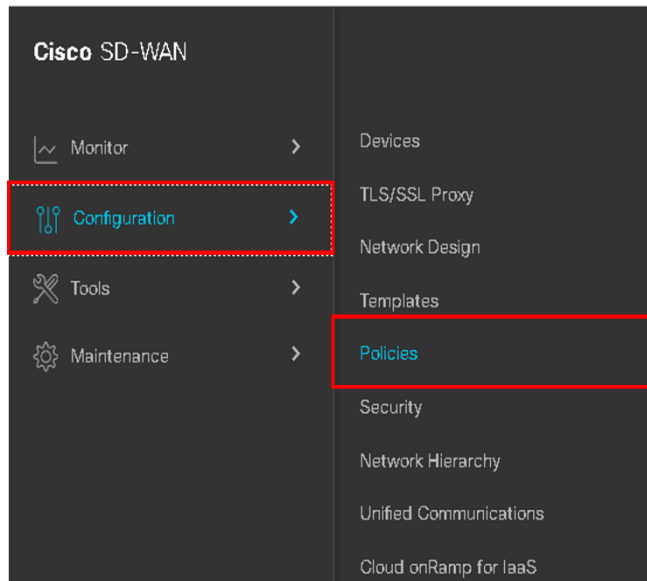 Cisco SD-WAN
Monitor
Configuration
Tools
Maintenance
Devices
TLS/SSL Proxy
Network Design
Templates
Policies
Security
Network Hierarchy
Unified Communications
Cloud onRamp for IaaS